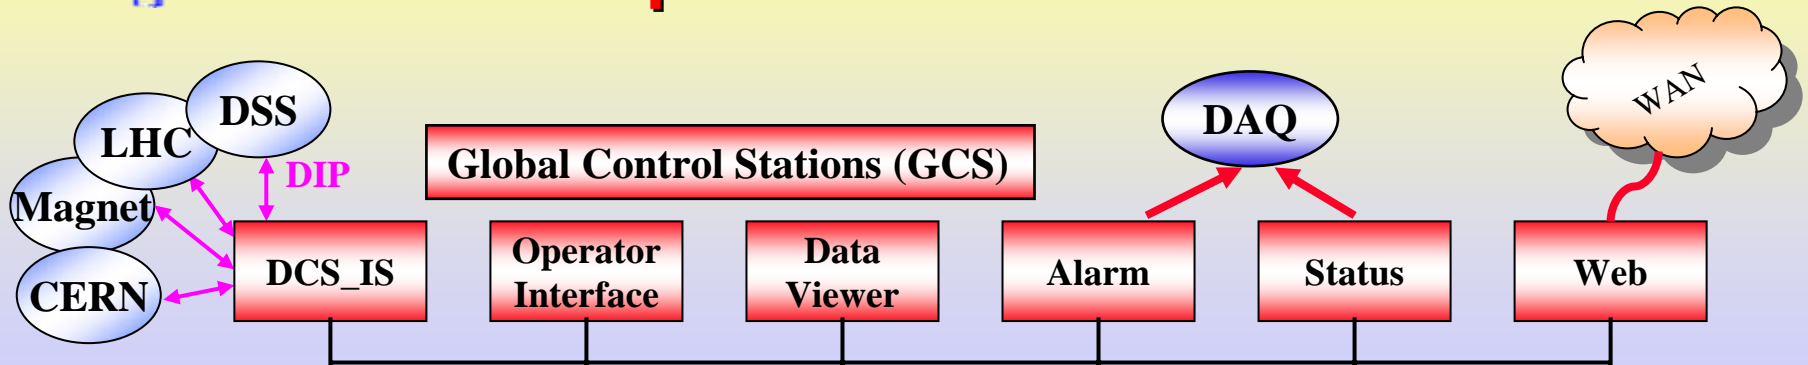 DSS
LHC
Magnet
CERN
DIP
Global Control Stations (GCS)
DAQ
WAN
DCS_IS
Operator
Interface
Data
Viewer
Alarm
Status
Web